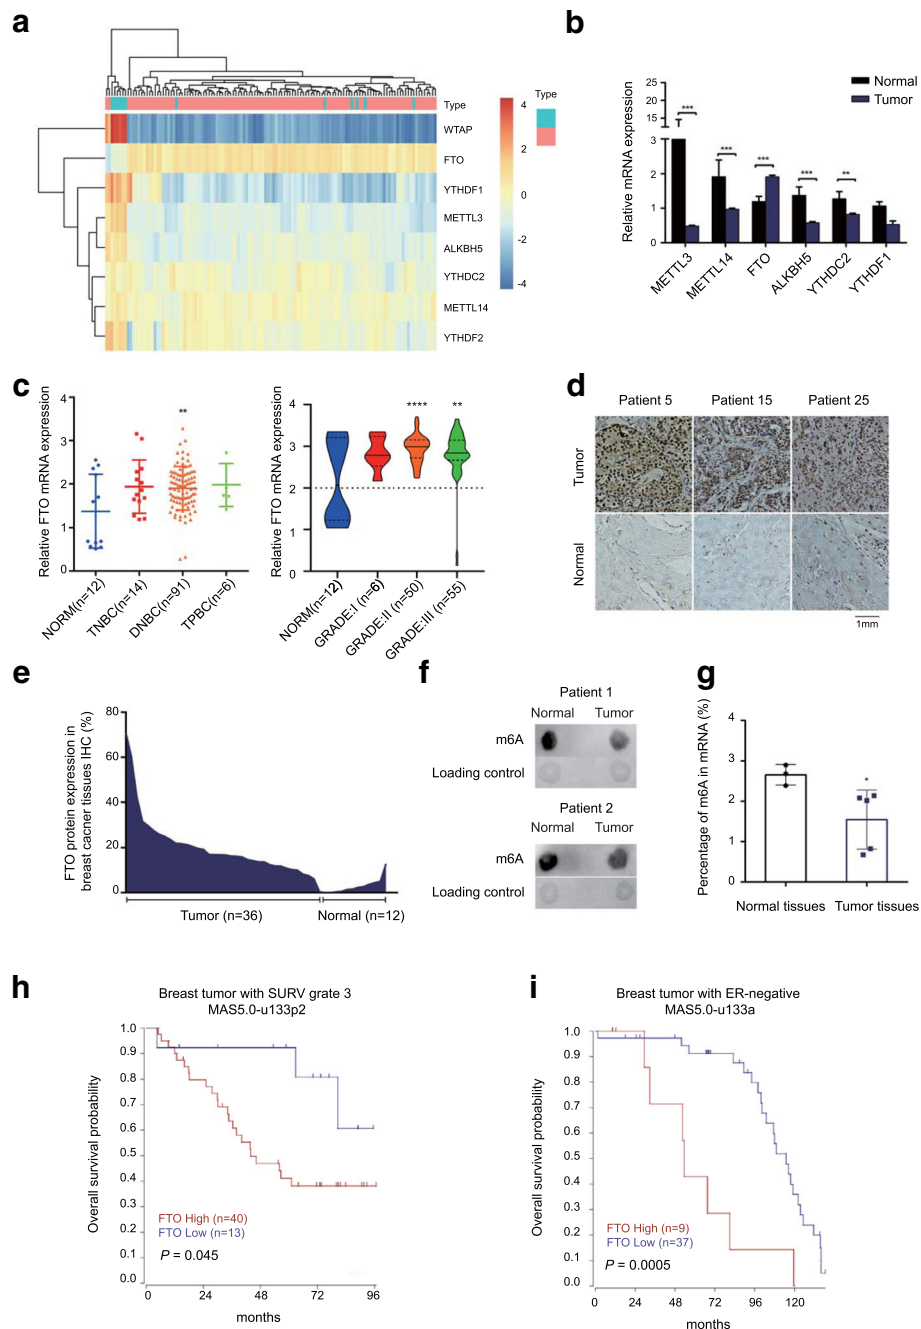 a
Type
WTAP
FTO
YTHDF1
METTL3
ALKBH5
YTHDC2
METTL14
YTHDF2
4
2
0
-2
-4
Type
b
Normal
Tumor
Relative mRNA expression
25
20
15
3
2
1
0
***
***
***
***
**
METTL3
METTL14
FTO
ALKBH5
YTHDC2
YTHDF1
c
Relative FTO mRNA expression
4
3
2
1
0
**
NORM(n=12)
TNBC(n=14)
DNBC(n=91)
TPBC(n=6)
Relative FTO mRNA expression
4
3
2
1
0
****
**
NORM(n=12)
GRADE:I (n=6)
GRADE:II (n=50)
GRADE:III (n=55)
d
Patient 5
Patient 15
Patient 25
Tumor
Normal
1mm
e
FTO protein expression in
breast cacner tissues IHC (%)
80
60
40
20
0
Tumor (n=36)
Normal (n=12)
f
Patient 1
Normal
Tumor
m6A
Loading control
Patient 2
Normal
Tumor
m6A
Loading control
g
Percentage of m6A in mRNA (%)
4
3
2
1
0
*
Normal tissues
Tumor tissues
h
Breast tumor with SURV grate 3
MAS5.0-u133p2
Overall survival probability
1.0
0.9
0.8
0.7
0.6
0.5
0.4
0.3
0.2
0.1
0.0
FTO High (n=40)
FTO Low (n=13)
P = 0.045
0
24
48
72
96
months
i
Breast tumor with ER-negative
MAS5.0-u133a
Overall survival probability
1.0
0.9
0.8
0.7
0.6
0.5
0.4
0.3
0.2
0.1
0.0
FTO High (n=9)
FTO Low (n=37)
P = 0.0005
0
24
48
72
96
120
months